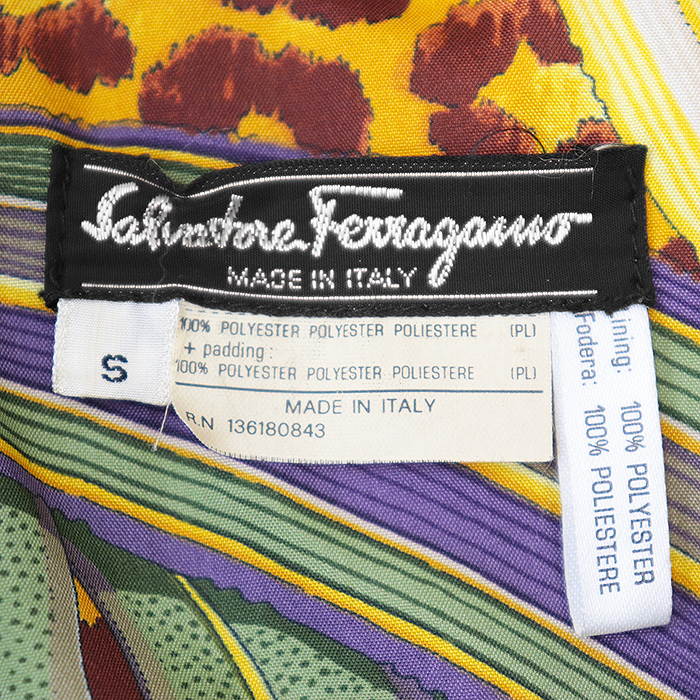 Salvatore Ferragamo
MADE IN ITALY
S
100% POLYESTER POLYESTER POLIESTERE (PL)
+ padding:
100% POLYESTER POLYESTER POLIESTERE (PL)
MADE IN ITALY
R.N 136180843
ining: 100% POLYESTER
Fodera: 100% POLIESTERE